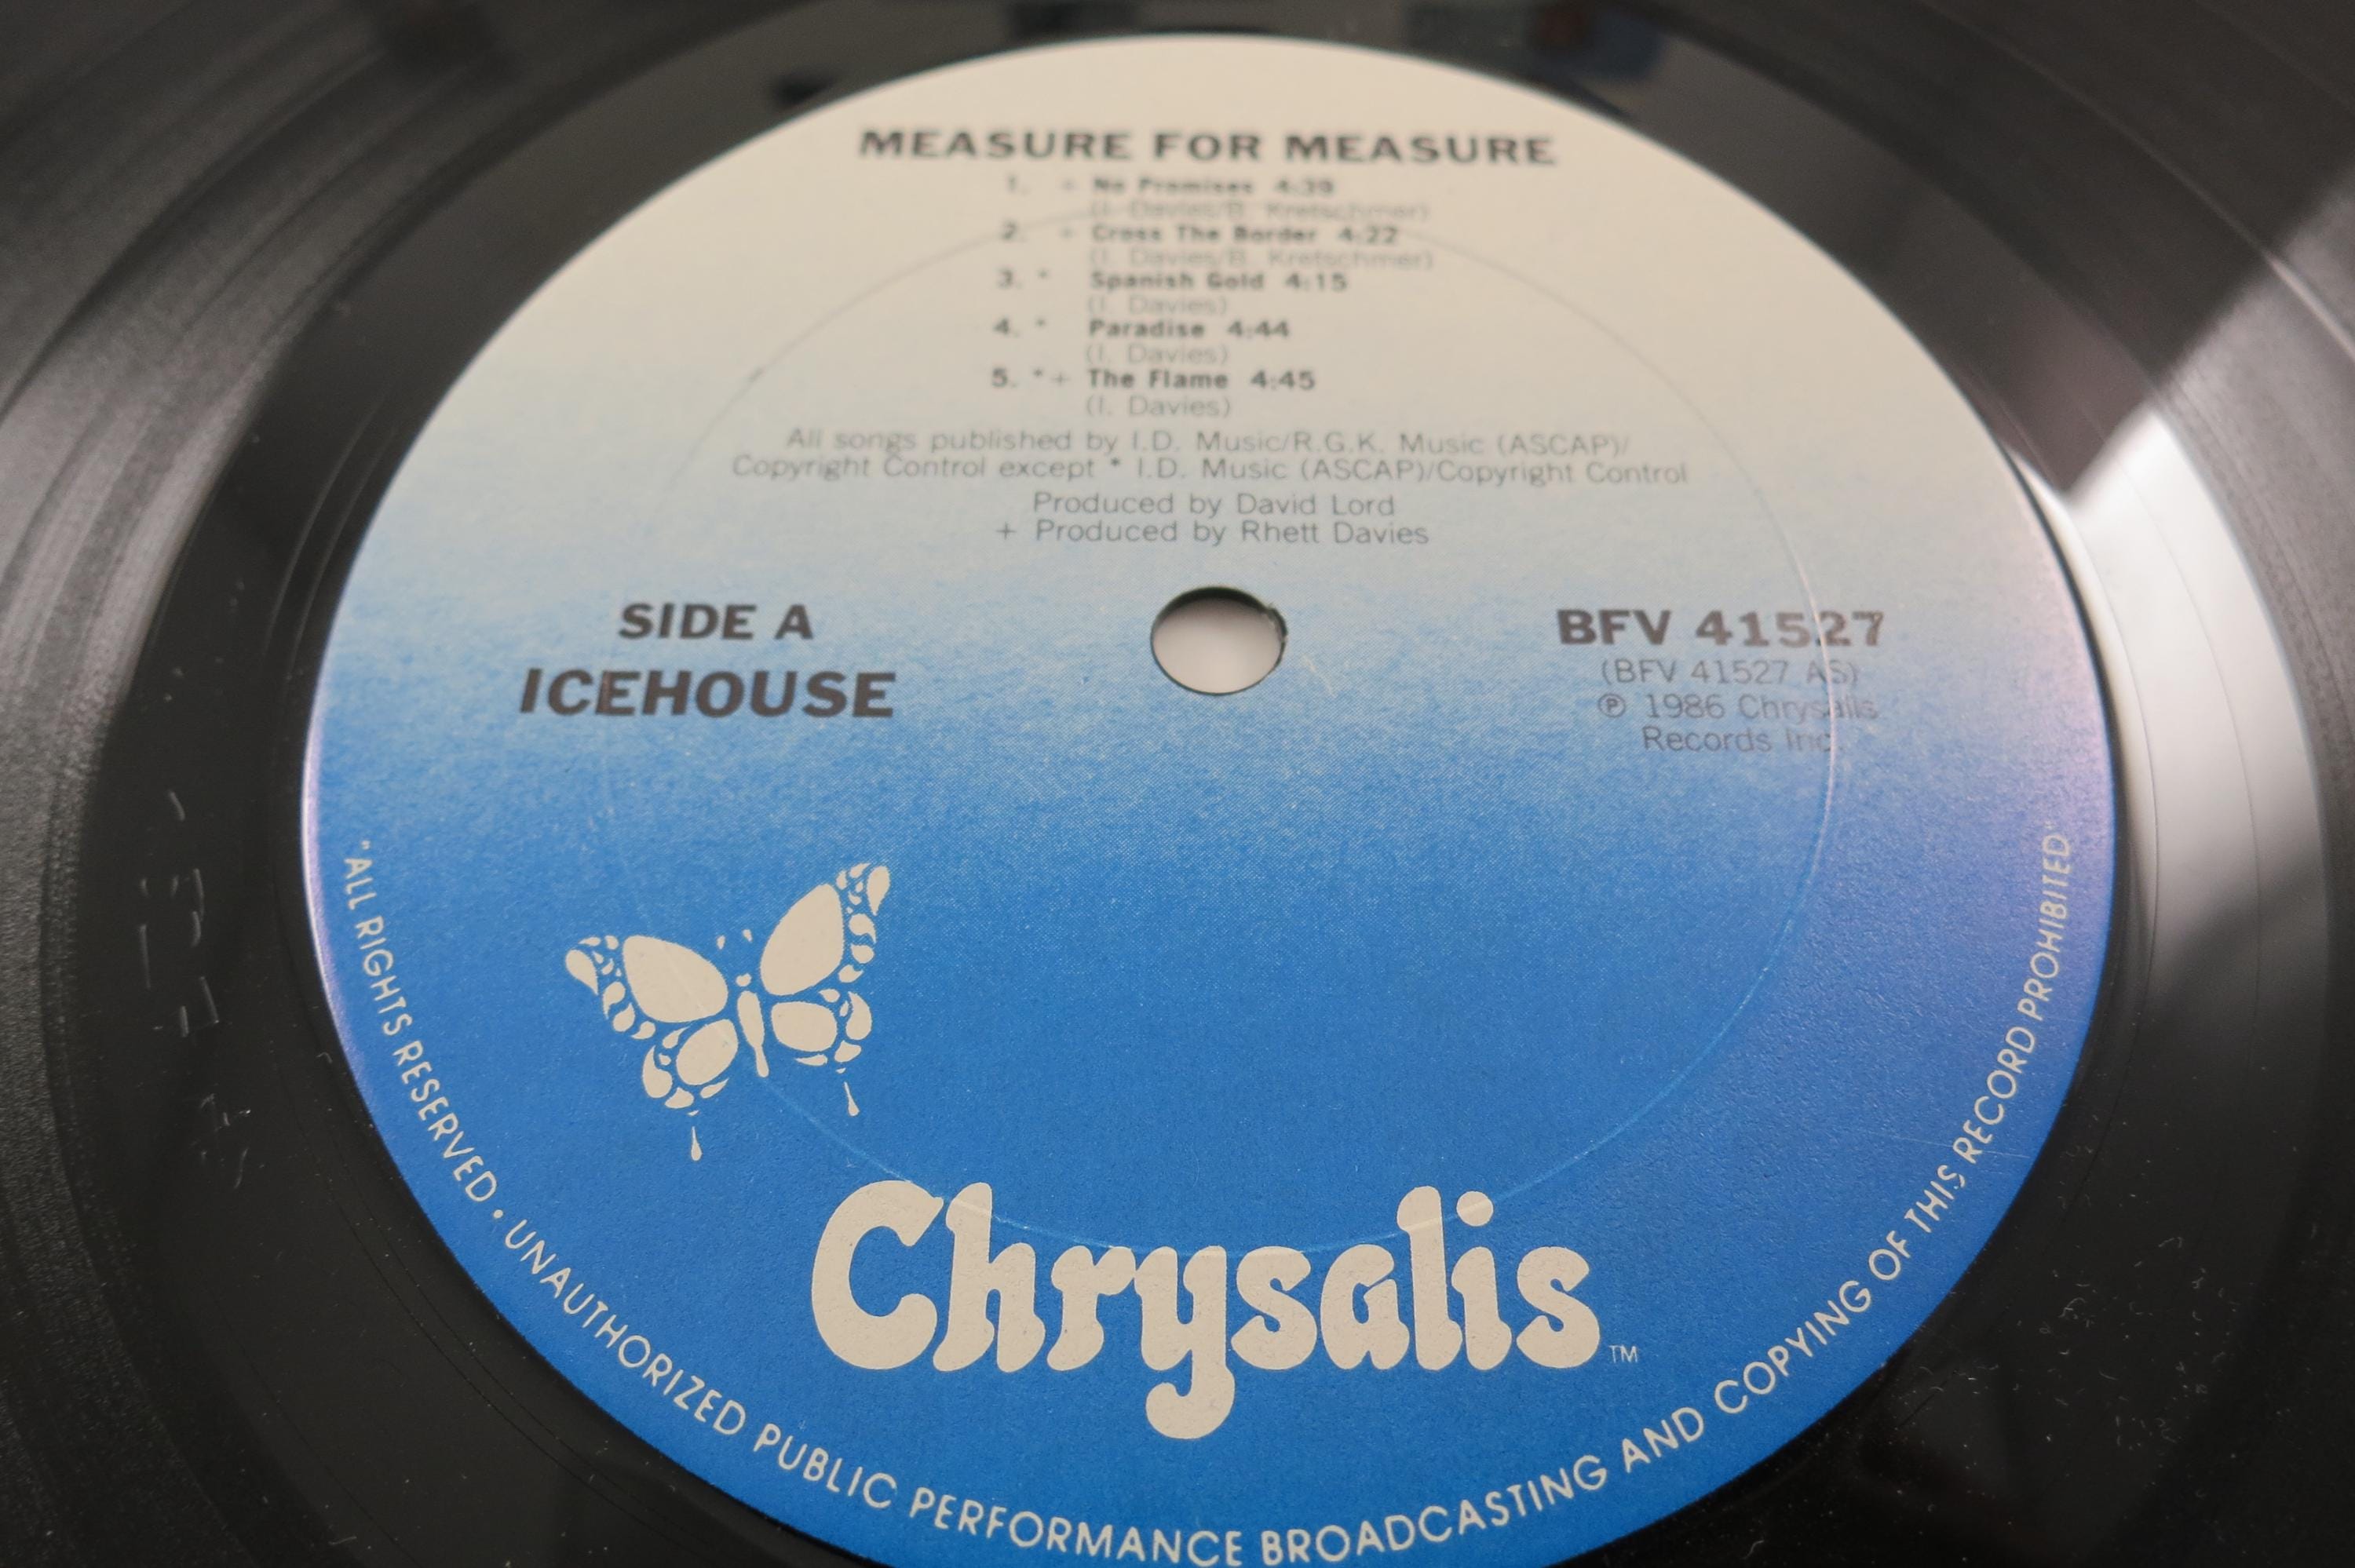 MEASURE FOR MEASURE
1. + No Promises 4:39
(I. Davies/B. Kretschmer)
2. + Cross The Border 4:22
(I. Davies/B. Kretschmer)
3. * Spanish Gold 4:15
(I. Davies)
4. * Paradise 4:44
(I. Davies)
5. *+ The Flame 4:45
(I. Davies)
All songs published by I.D. Music/R.G.K. Music (ASCAP)/
Copyright Control except * I.D. Music (ASCAP)/Copyright Control
Produced by David Lord
+ Produced by Rhett Davies
SIDE A
ICEHOUSE
BFV 41527
(BFV 41527 AS)
℗ 1986 Chrysalis
Records Inc.
Chrysalis™
"ALL RIGHTS RESERVED • UNAUTHORIZED PUBLIC PERFORMANCE BROADCASTING AND COPYING OF THIS RECORD PROHIBITED"